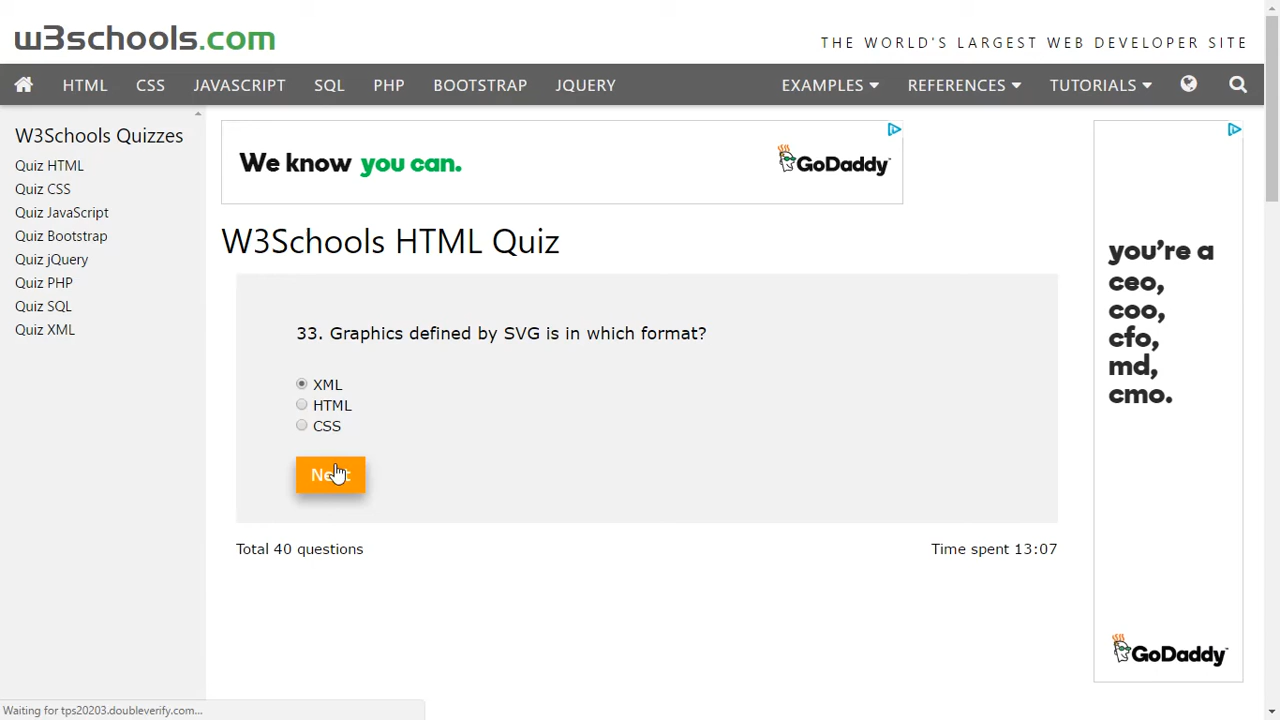 w3schools.com
THE WORLD'S LARGEST WEB DEVELOPER SITE
HTML CSS JAVASCRIPT SQL PHP BOOTSTRAP JQUERY EXAMPLES REFERENCES TUTORIALS
W3Schools Quizzes
Quiz HTML
Quiz CSS
Quiz JavaScript
Quiz Bootstrap
Quiz jQuery
Quiz PHP
Quiz SQL
Quiz XML
We know you can.
GoDaddy™
W3Schools HTML Quiz
33. Graphics defined by SVG is in which format?
XML
HTML
CSS
Next
Total 40 questions
Time spent 13:07
you're a
ceo,
coo,
cfo,
md,
cmo.
GoDaddy™
Waiting for tps20203.doubleverify.com...